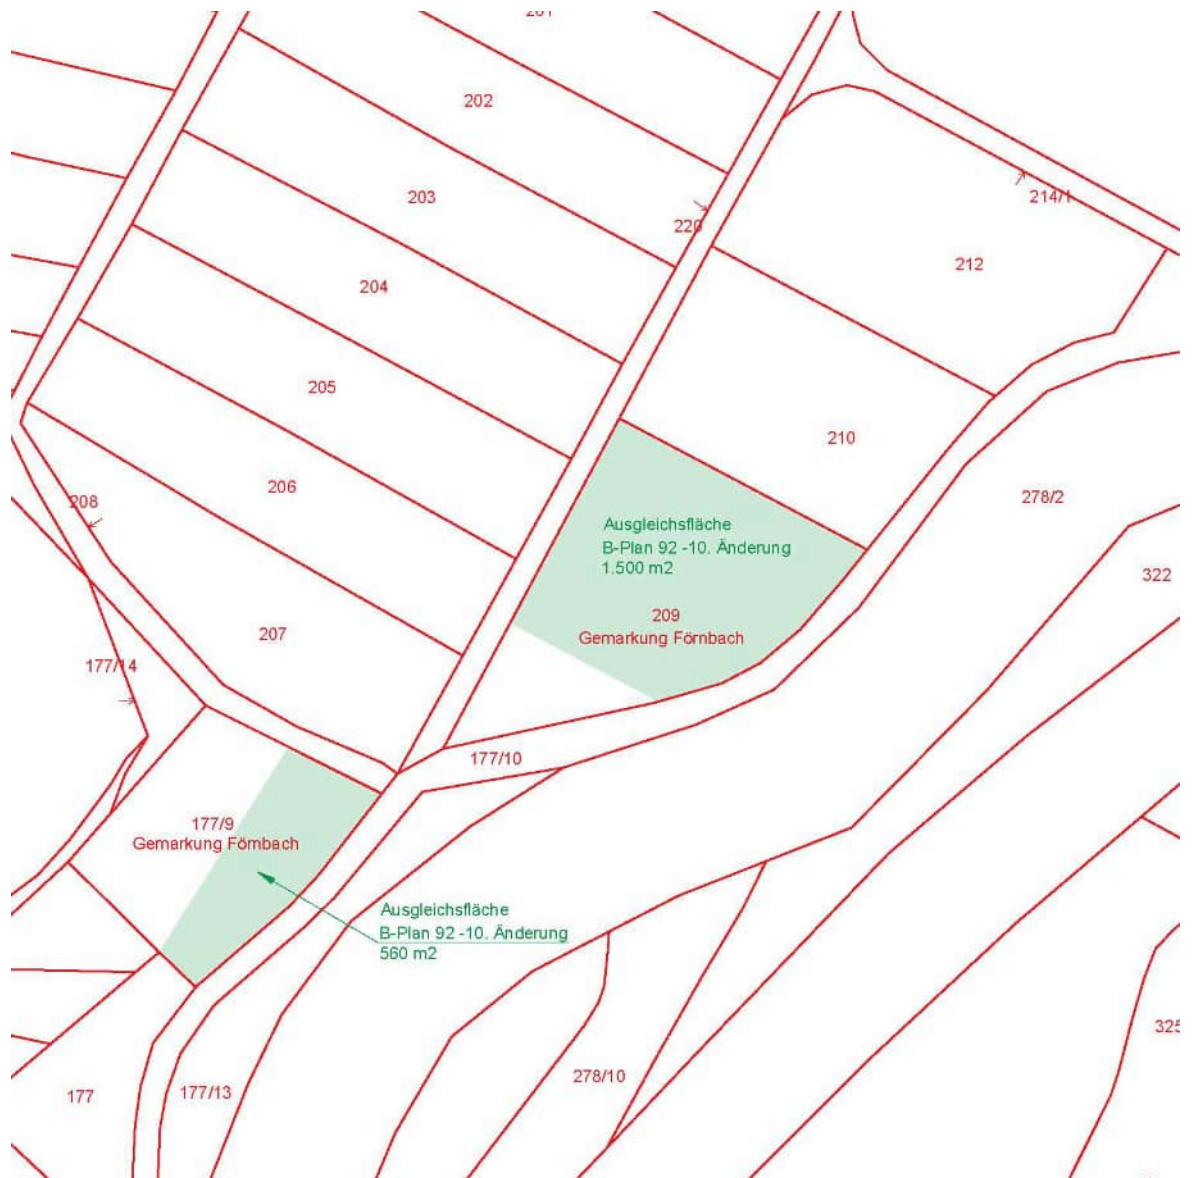 201
202
203
214/1
220
212
204
205
210
206
278/2
208
Ausgleichsfläche
B-Plan 92 -10. Änderung
1.500 m2
322
209
Gemarkung Förnbach
207
177/14
177/10
177/9
Gemarkung Förnbach
Ausgleichsfläche
B-Plan 92 -10. Änderung
560 m2
325
278/10
177
177/13